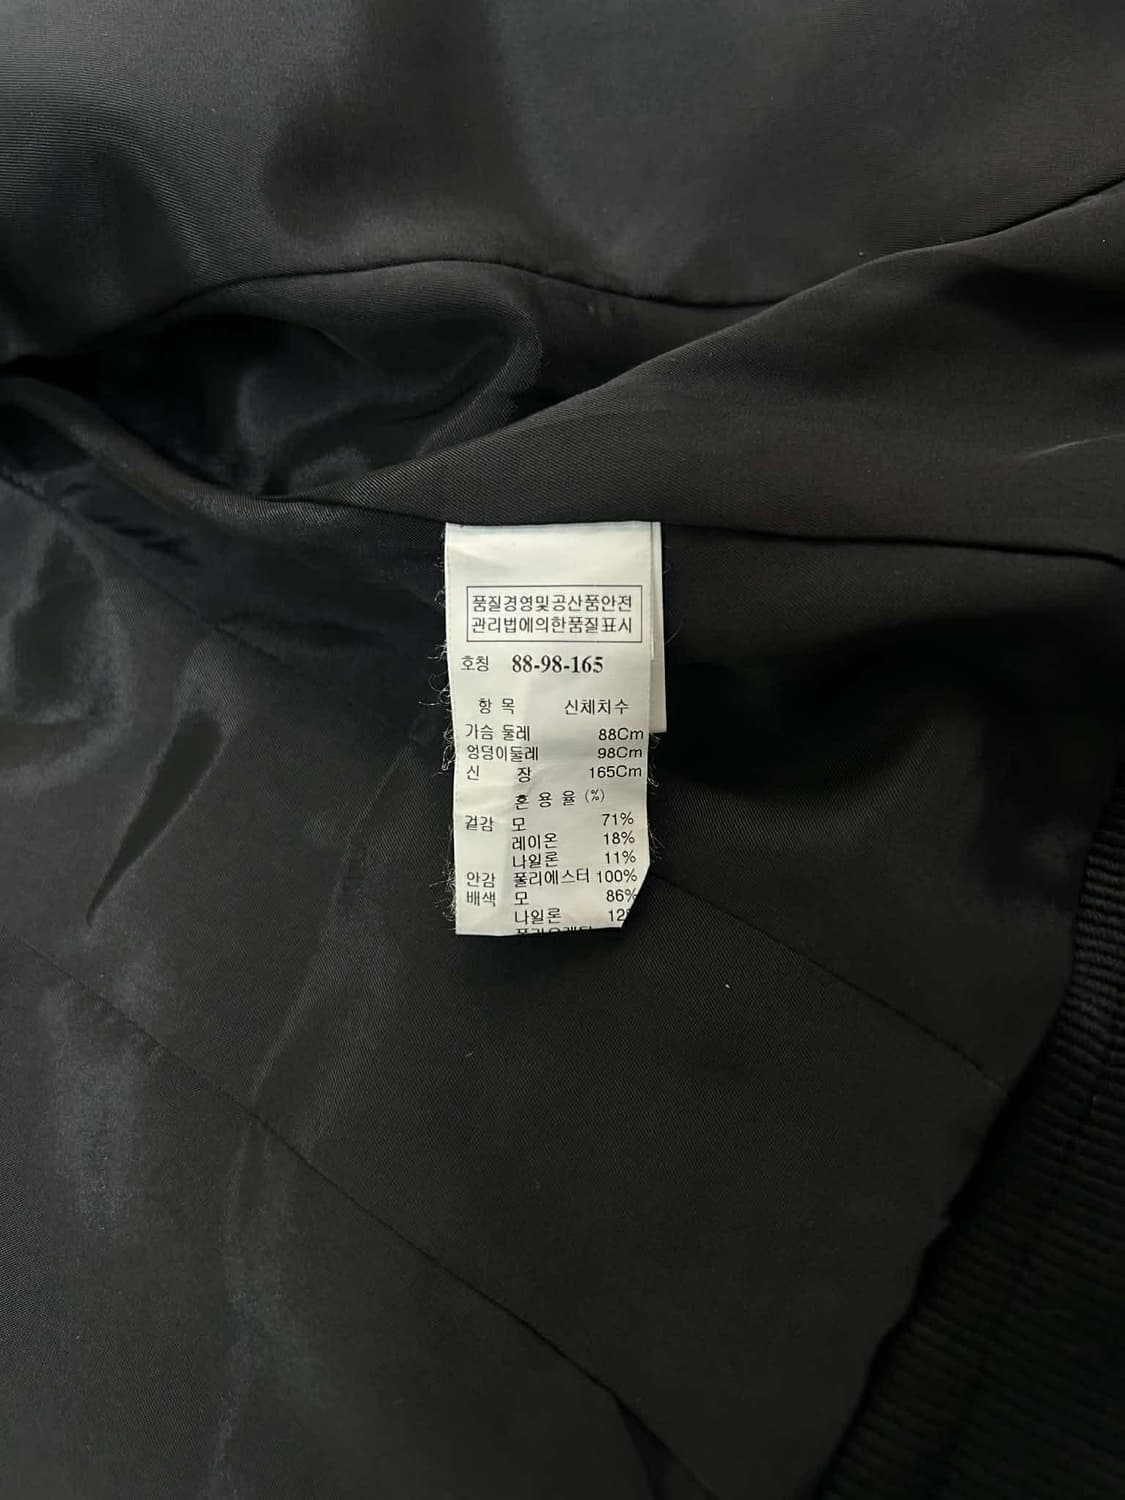 품질경영및공산품안전
관리법에의한품질표시
호칭 88-98-165
항 목 신체치수
가슴 둘레 88Cm
엉덩이둘레 98Cm
신 장 165Cm
혼 용 율 (%)
겉감 모 71%
레이온 18%
나일론 11%
안감 폴리에스터 100%
배색 모 86%
나일론 12